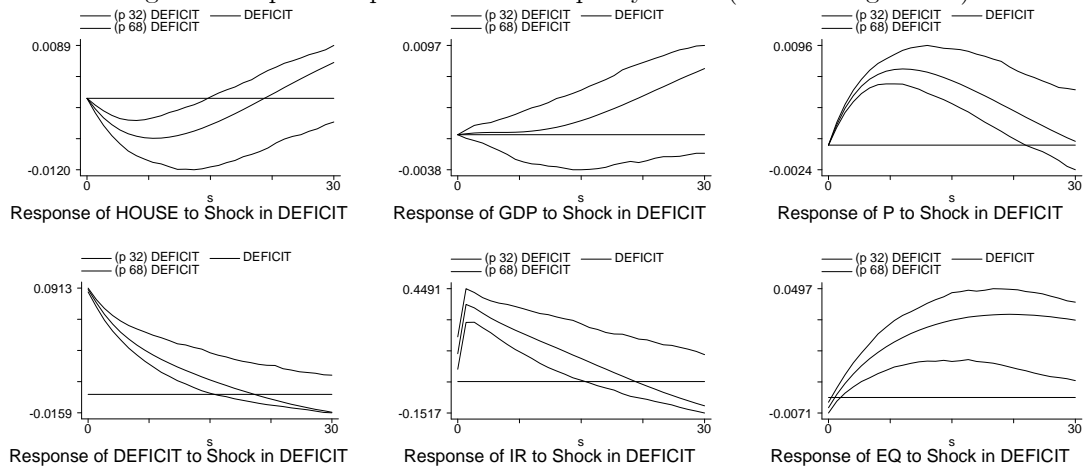 (p 32) DEFICIT DEFICIT
(p 68) DEFICIT
0.0089
-0.0120
0 30
s
Response of HOUSE to Shock in DEFICIT
(p 32) DEFICIT DEFICIT
(p 68) DEFICIT
0.0097
-0.0038
0 30
s
Response of GDP to Shock in DEFICIT
(p 32) DEFICIT DEFICIT
(p 68) DEFICIT
0.0096
-0.0024
0 30
s
Response of P to Shock in DEFICIT
(p 32) DEFICIT DEFICIT
(p 68) DEFICIT
0.0913
-0.0159
0 30
s
Response of DEFICIT to Shock in DEFICIT
(p 32) DEFICIT DEFICIT
(p 68) DEFICIT
0.4491
-0.1517
0 30
s
Response of IR to Shock in DEFICIT
(p 32) DEFICIT DEFICIT
(p 68) DEFICIT
0.0497
-0.0071
0 30
s
Response of EQ to Shock in DEFICIT